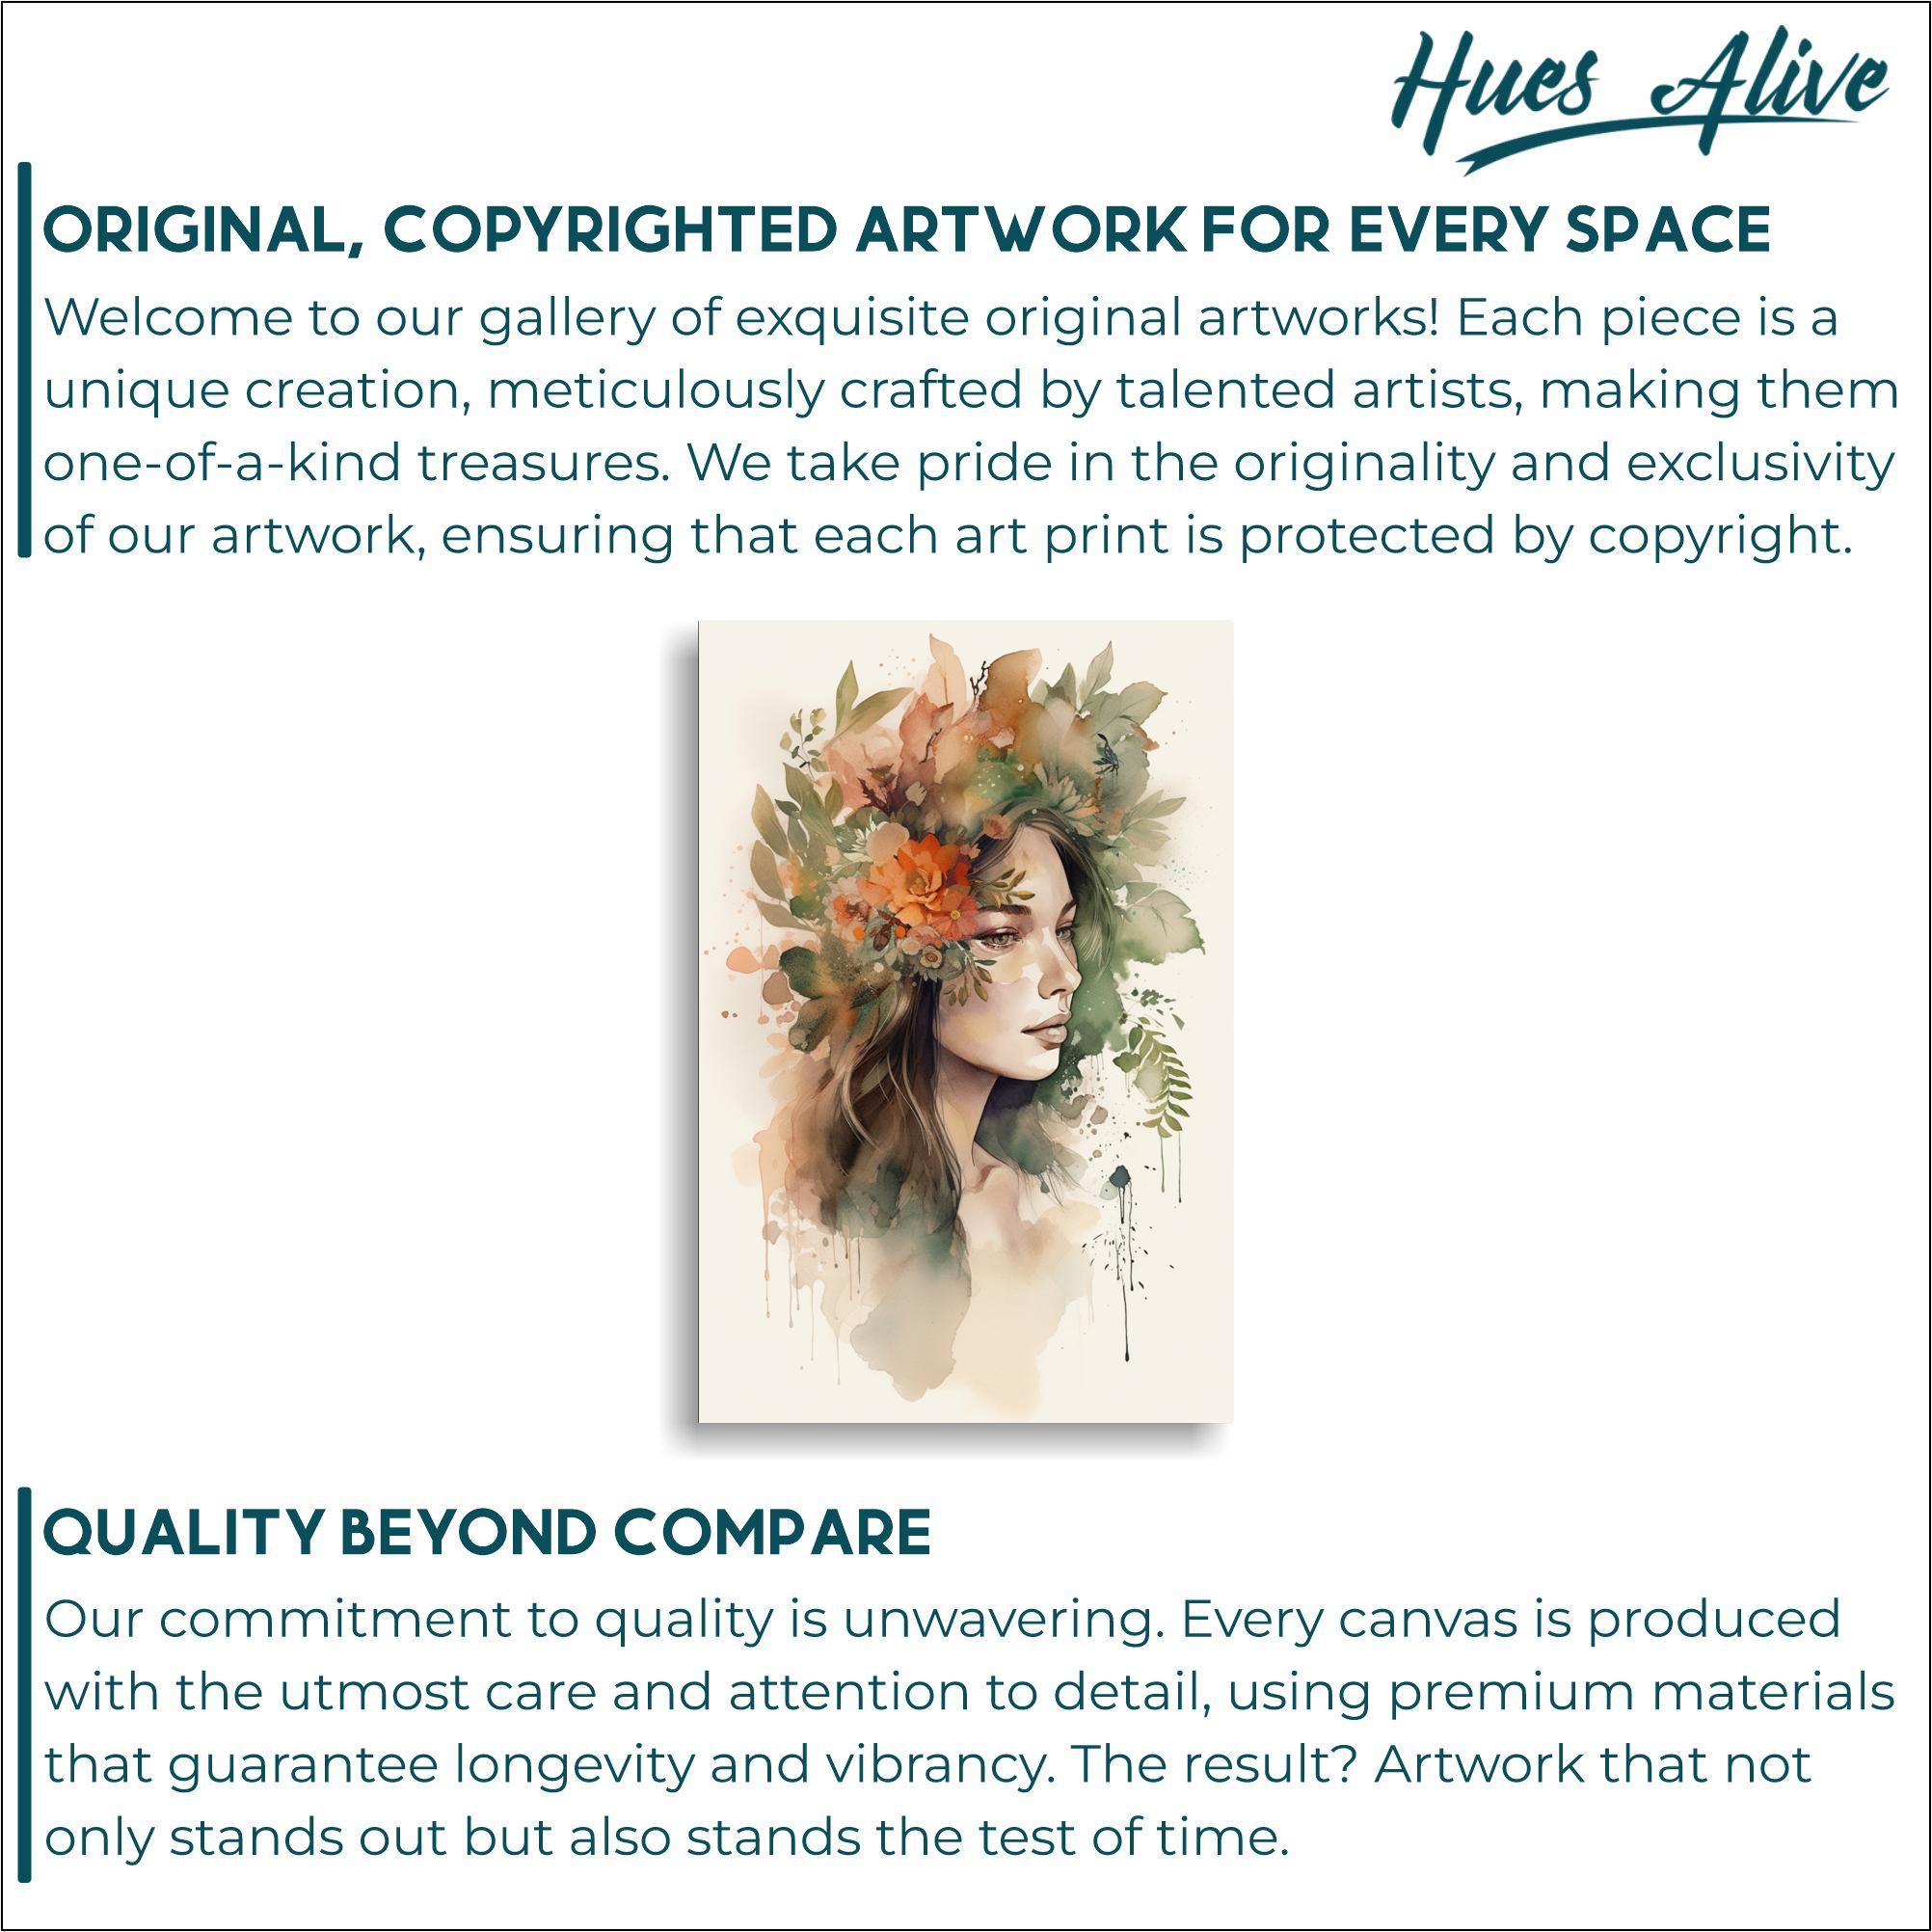 Hues Alive
ORIGINAL, COPYRIGHTED ARTWORK FOR EVERY SPACE
Welcome to our gallery of exquisite original artworks! Each piece is a
unique creation, meticulously crafted by talented artists, making them
one-of-a-kind treasures. We take pride in the originality and exclusivity
of our artwork, ensuring that each art print is protected by copyright.
QUALITY BEYOND COMPARE
Our commitment to quality is unwavering. Every canvas is produced
with the utmost care and attention to detail, using premium materials
that guarantee longevity and vibrancy. The result? Artwork that not
only stands out but also stands the test of time.